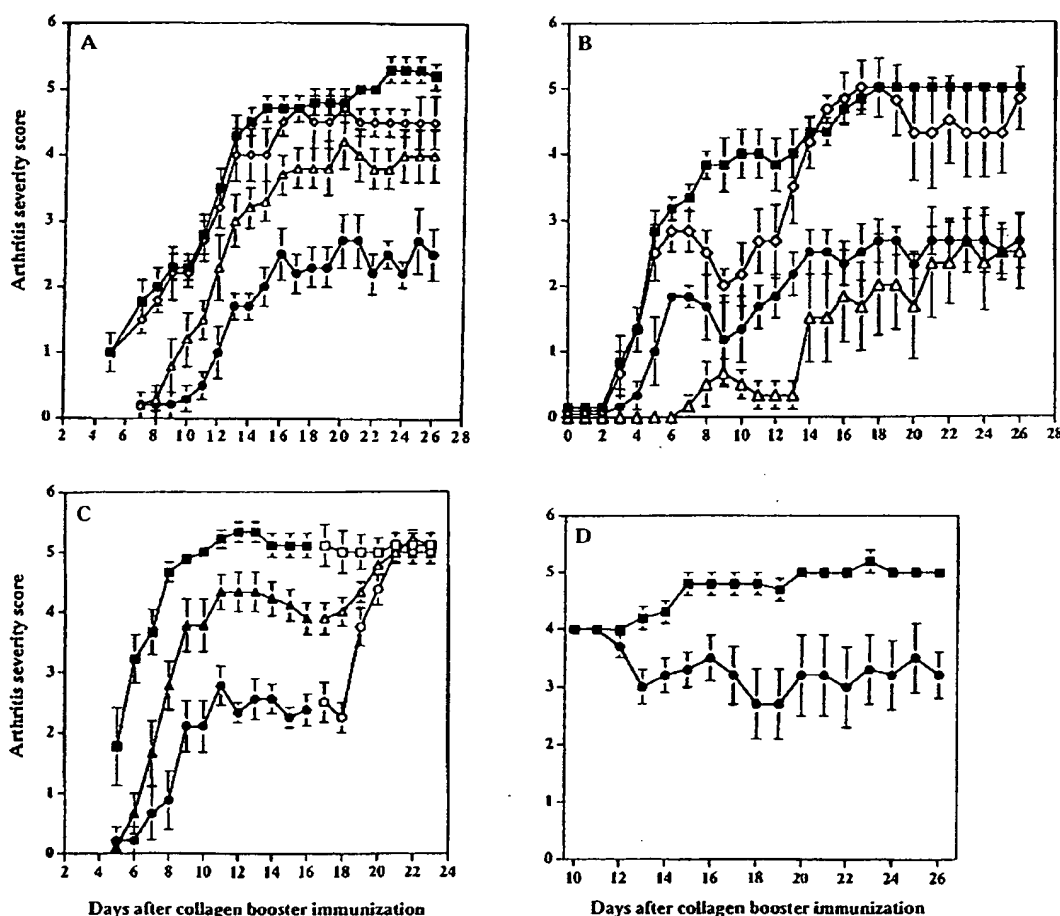 A
B
Arthritis severity score
6
5
4
3
2
1
0
2 4 6 8 10 12 14 16 18 20 22 24 26 28
6
5
4
3
2
1
0
0 2 4 6 8 10 12 14 16 18 20 22 24 26 28
C
D
Arthritis severity score
6
5
4
3
2
1
0
2 4 6 8 10 12 14 16 18 20 22 24
Days after collagen booster immunization
6
5
4
3
2
1
0
10 12 14 16 18 20 22 24 26
Days after collagen booster immunization